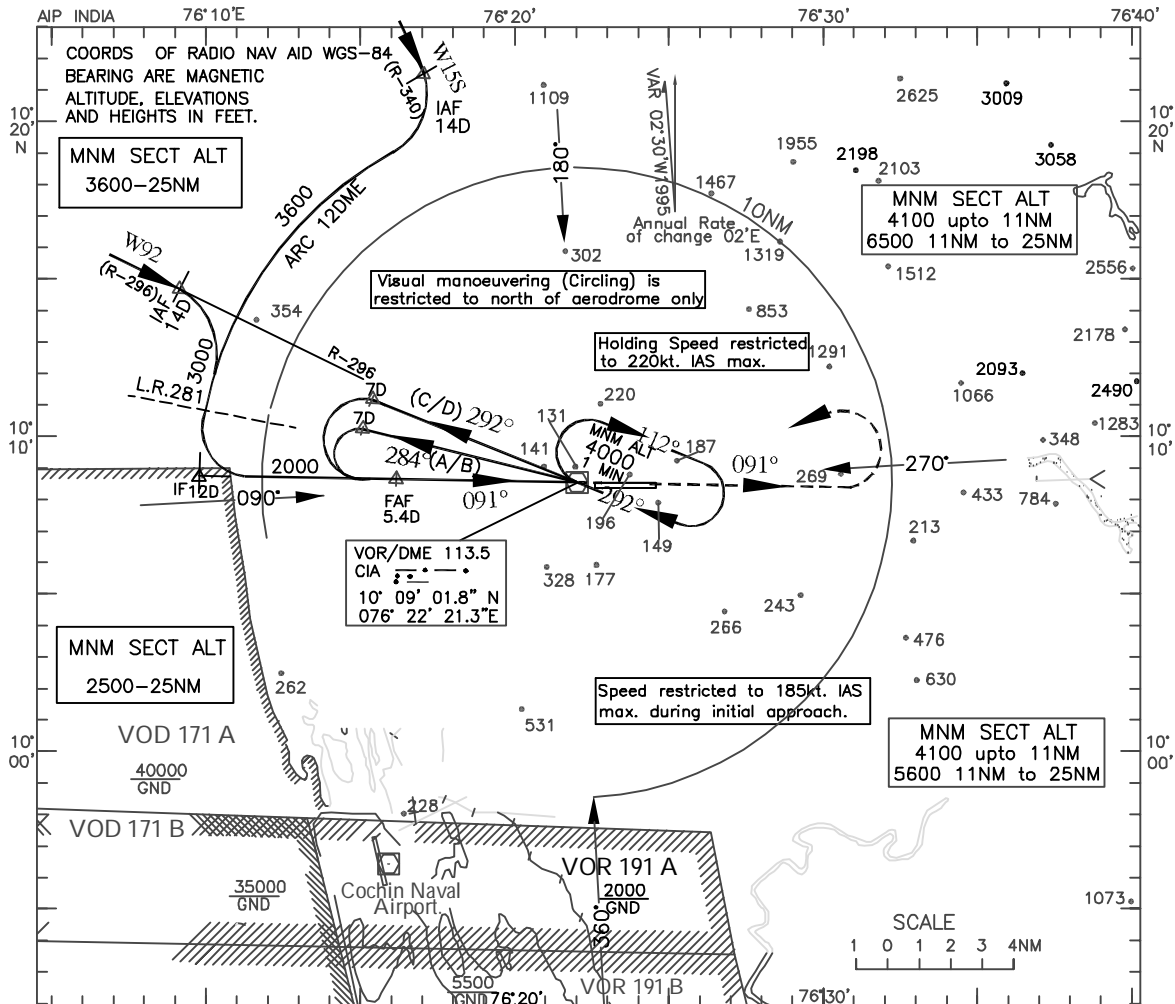 AIP INDIA
76°10'E
76°20'
76°30'
76°40'
COORDS OF RADIO NAV AID WGS-84
BEARING ARE MAGNETIC
ALTITUDE, ELEVATIONS
AND HEIGHTS IN FEET.
W15S
(R-340)
IAF
14D
1109
180°
VAR 02°30'W1995
Annual Rate
of change 02'E
2625
3009
10°
20'
N
10°
20'
N
MNM SECT ALT
3600-25NM
1955
2198
2103
3058
1467
10NM
1319
MNM SECT ALT
4100 upto 11NM
6500 11NM to 25NM
3600
ARC 12DME
W92
(R-296)
IAF
14D
302
1512
2556
Visual manoeuvering (Circling) is
restricted to north of aerodrome only
354
853
2178
R-296
Holding Speed restricted
to 220kt. IAS max.
1291
3000
2093
1066
2490
L.R.281
7D
(C/D) 292°
220
7D
131
MNM ALT
4000
1 MIN
112°
187
1283
10°
10'
10°
10'
348
284°(A/B)
141
091°
270°
269
2000
IF12D
090°
FAF
5.4D
091°
292°
196
149
433
784
213
VOR/DME 113.5
CIA
10° 09' 01.8" N
076° 22' 21.3"E
328
177
243
266
476
630
MNM SECT ALT
2500-25NM
262
531
Speed restricted to 185kt. IAS
max. during initial approach.
VOD 171 A
40000
GND
MNM SECT ALT
4100 upto 11NM
5600 11NM to 25NM
10°
00'
10°
00'
228
VOD 171 B
VOR 191 A
2000
GND
35000
GND
Cochin Naval
Airport
360°
1073
SCALE
1 0 1 2 3 4NM
5500
GND
76°20'
VOR 191 B
76°30'